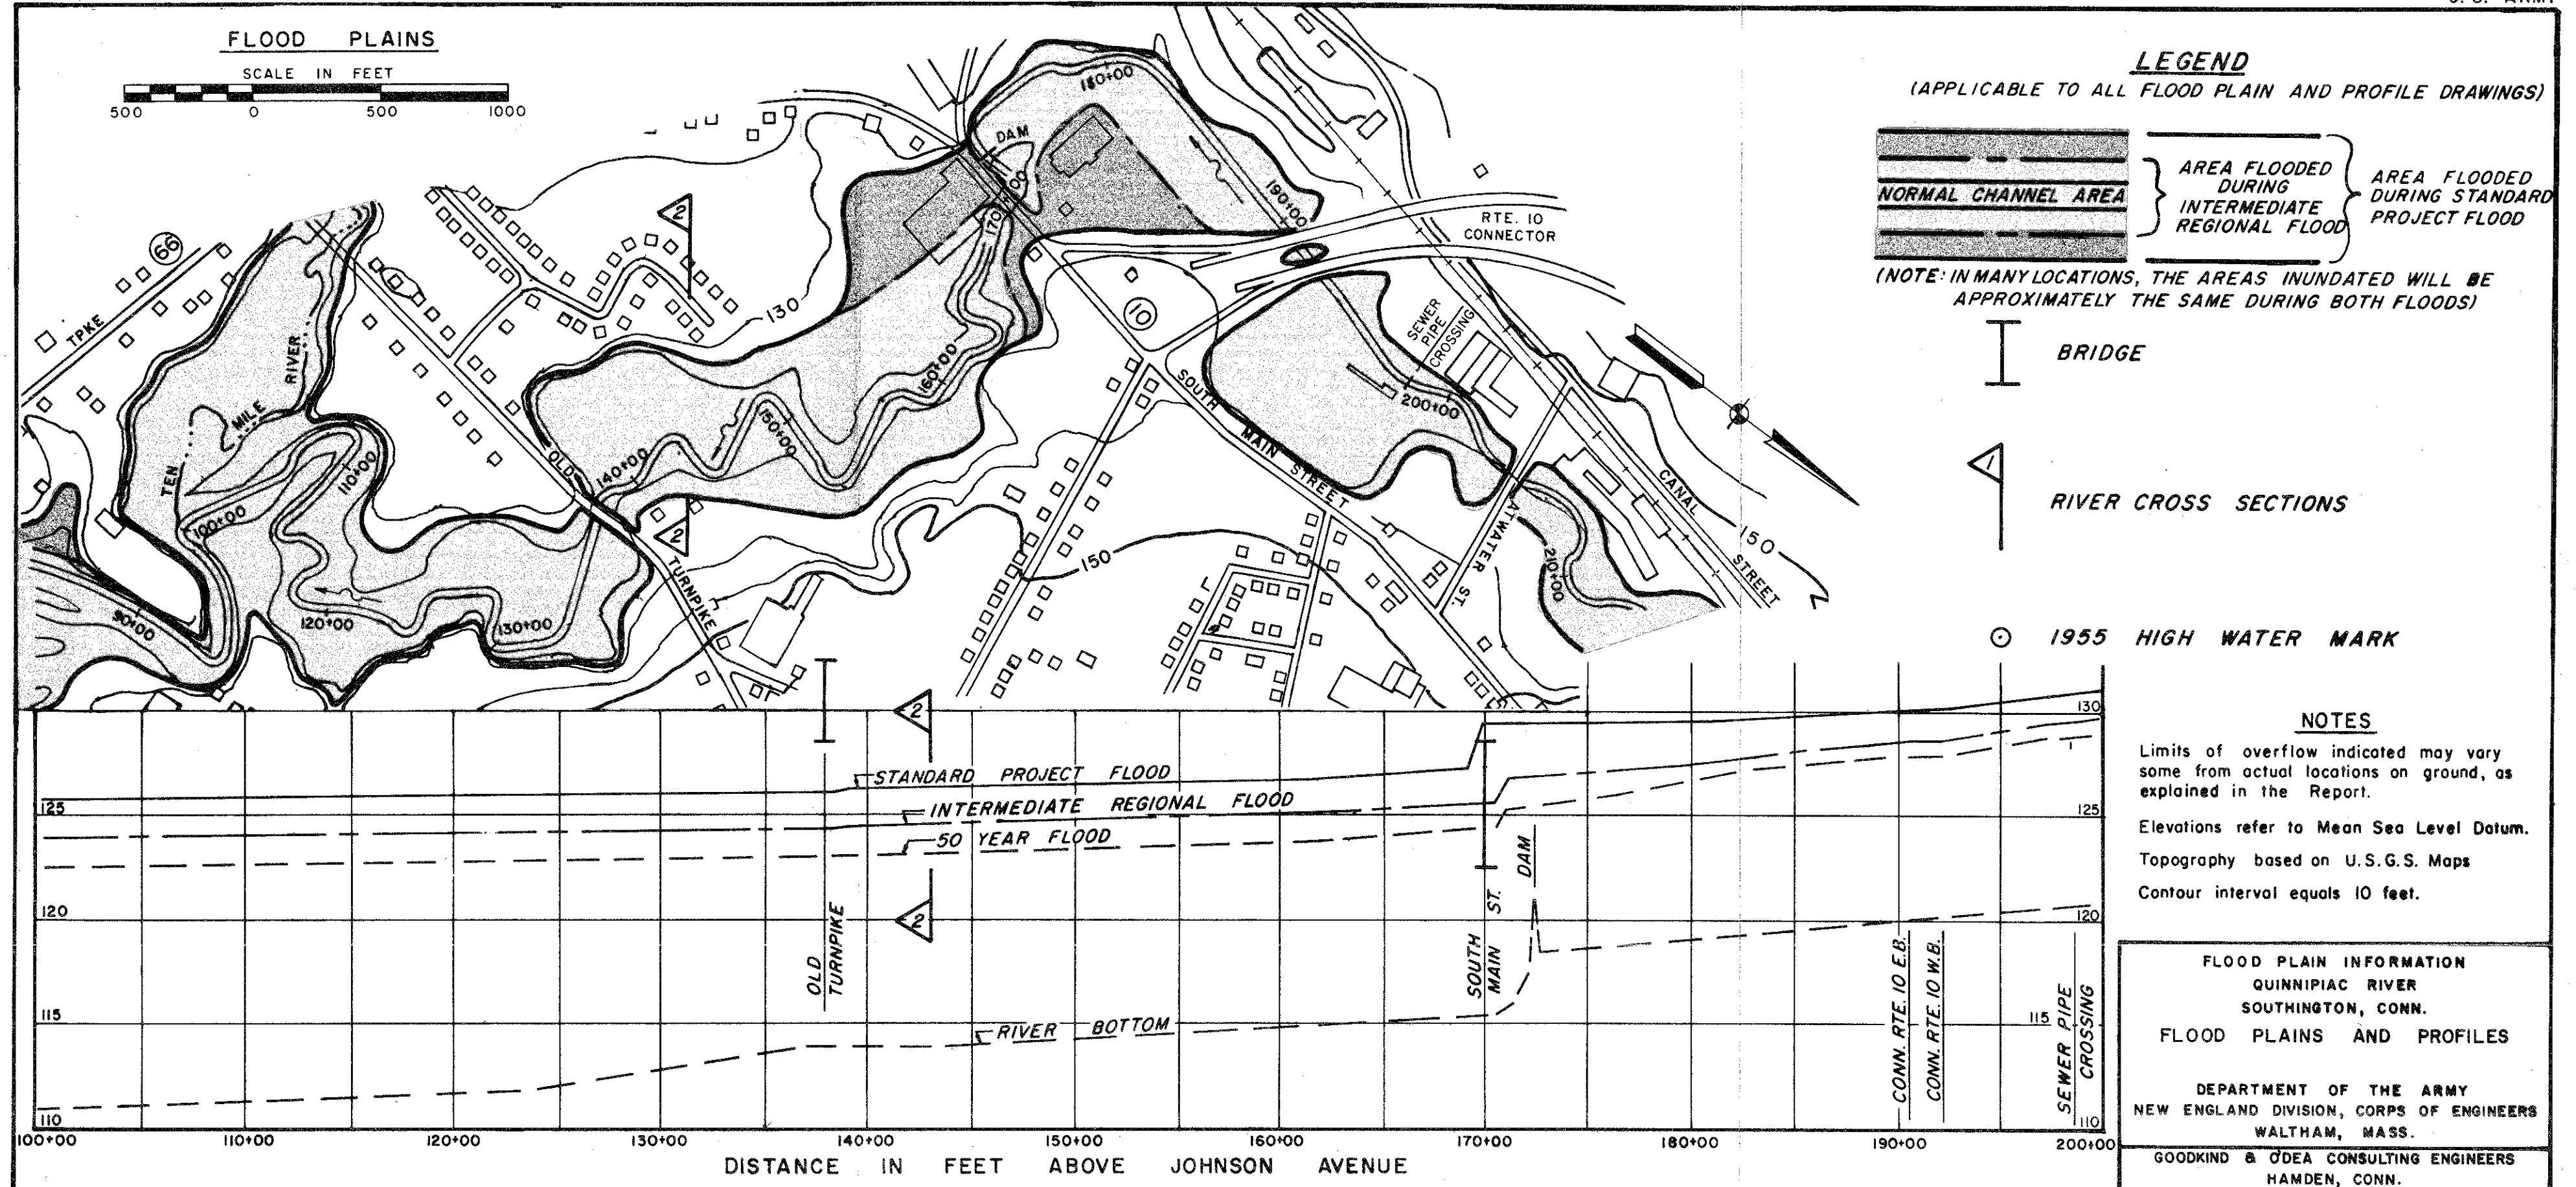 U. S. ARMY
FLOOD PLAINS
SCALE IN FEET
500 0 500 1000
LEGEND
(APPLICABLE TO ALL FLOOD PLAIN AND PROFILE DRAWINGS)
NORMAL CHANNEL AREA
AREA FLOODED
DURING
INTERMEDIATE
REGIONAL FLOOD
AREA FLOODED
DURING STANDARD
PROJECT FLOOD
(NOTE: IN MANY LOCATIONS, THE AREAS INUNDATED WILL BE
APPROXIMATELY THE SAME DURING BOTH FLOODS)
BRIDGE
1
RIVER CROSS SECTIONS
1955 HIGH WATER MARK
180+00
DAM
190+00
170+00
RTE. 10
CONNECTOR
2
66
TPKE
130
10
RIVER
MILE
TEN
160+00
150+00
140+00
SEWER
PIPE
CROSSING
200+00
SOUTH MAIN STREET
OLD TURNPIKE
110+00
100+00
2
90+00
120+00
130+00
150
ATWATER ST.
CANAL STREET
150
210+00
2
130
STANDARD PROJECT FLOOD
125
INTERMEDIATE REGIONAL FLOOD
125
50 YEAR FLOOD
120
2
120
OLD
TURNPIKE
SOUTH
MAIN ST.
DAM
CONN. RTE. 10 E.B.
CONN. RTE. 10 W.B.
SEWER PIPE
CROSSING
115
RIVER BOTTOM
115
110
110
100+00 110+00 120+00 130+00 140+00 150+00 160+00 170+00 180+00 190+00 200+00
DISTANCE IN FEET ABOVE JOHNSON AVENUE
NOTES
Limits of overflow indicated may vary
some from actual locations on ground, as
explained in the Report.
Elevations refer to Mean Sea Level Datum.
Topography based on U.S.G.S. Maps
Contour interval equals 10 feet.
FLOOD PLAIN INFORMATION
QUINNIPIAC RIVER
SOUTHINGTON, CONN.
FLOOD PLAINS AND PROFILES
DEPARTMENT OF THE ARMY
NEW ENGLAND DIVISION, CORPS OF ENGINEERS
WALTHAM, MASS.
GOODKIND & O'DEA CONSULTING ENGINEERS
HAMDEN, CONN.